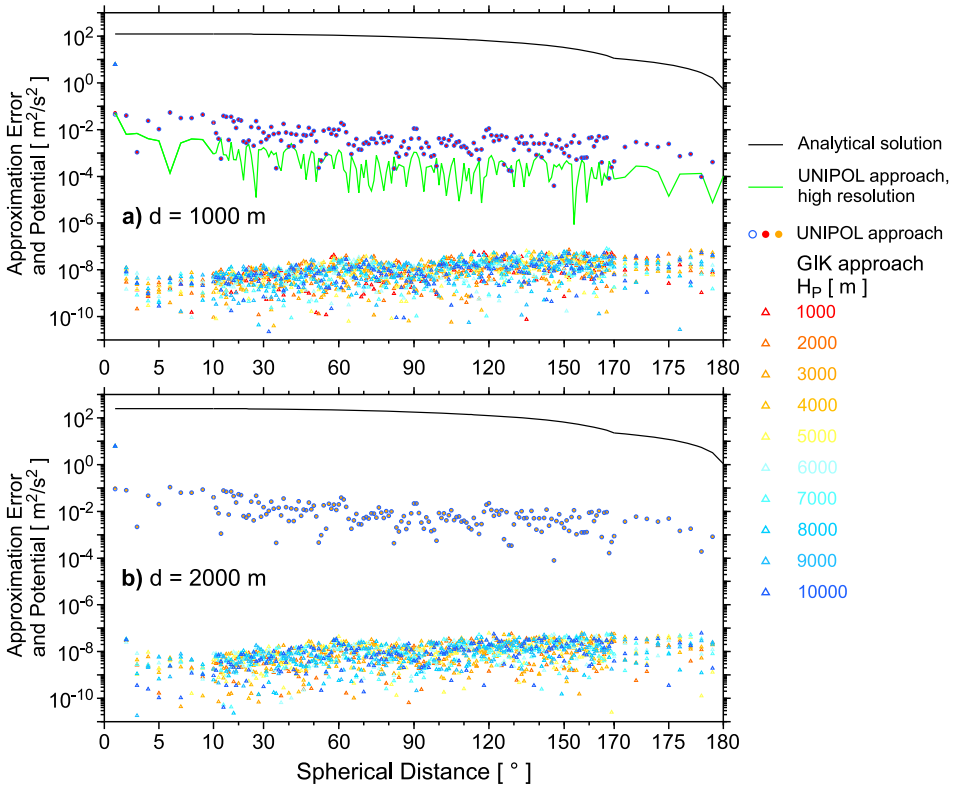 Approximation Error
and Potential [ m²/s² ]
10²
10⁰
10⁻²
10⁻⁴
10⁻⁶
10⁻⁸
10⁻¹⁰
a) d = 1000 m
0 5 10 30 60 90 120 150 170 175 180
Approximation Error
and Potential [ m²/s² ]
10²
10⁰
10⁻²
10⁻⁴
10⁻⁶
10⁻⁸
10⁻¹⁰
b) d = 2000 m
0 5 10 30 60 90 120 150 170 175 180
Spherical Distance [ ° ]
Analytical solution
UNIPOL approach,
high resolution
UNIPOL approach
GIK approach
H_P [ m ]
1000
2000
3000
4000
5000
6000
7000
8000
9000
10000